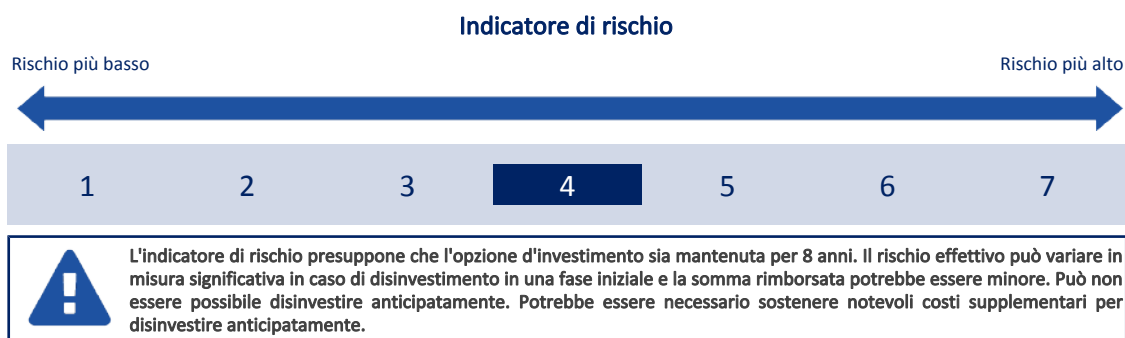 Indicatore di rischio
Rischio più basso Rischio più alto
1 2 3 4 5 6 7
L'indicatore di rischio presuppone che l'opzione d'investimento sia mantenuta per 8 anni. Il rischio effettivo può variare in
misura significativa in caso di disinvestimento in una fase iniziale e la somma rimborsata potrebbe essere minore. Può non
essere possibile disinvestire anticipatamente. Potrebbe essere necessario sostenere notevoli costi supplementari per
disinvestire anticipatamente.